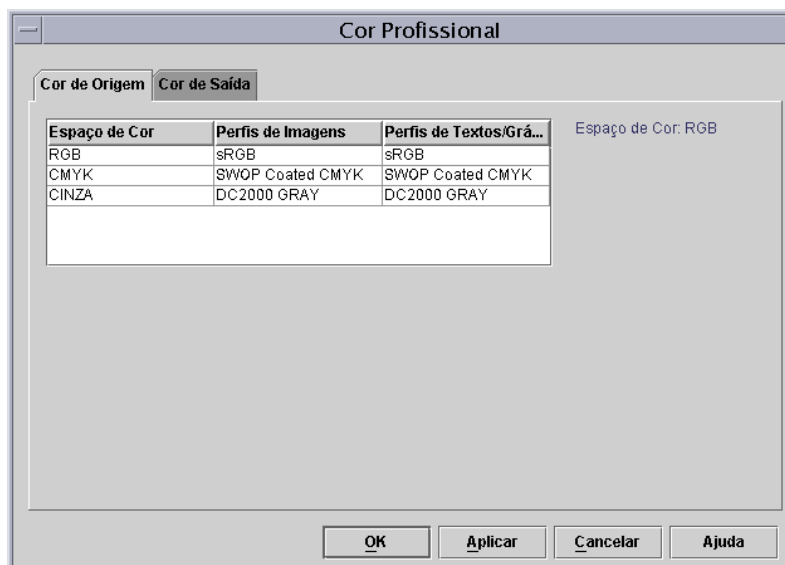 Cor Profissional
Cor de Origem Cor de Saída
Espaço de Cor Perfis de Imagens Perfis de Textos/Grá... Espaço de Cor: RGB
RGB sRGB sRGB
CMYK SWOP Coated CMYK SWOP Coated CMYK
CINZA DC2000 GRAY DC2000 GRAY
OK Aplicar Cancelar Ajuda